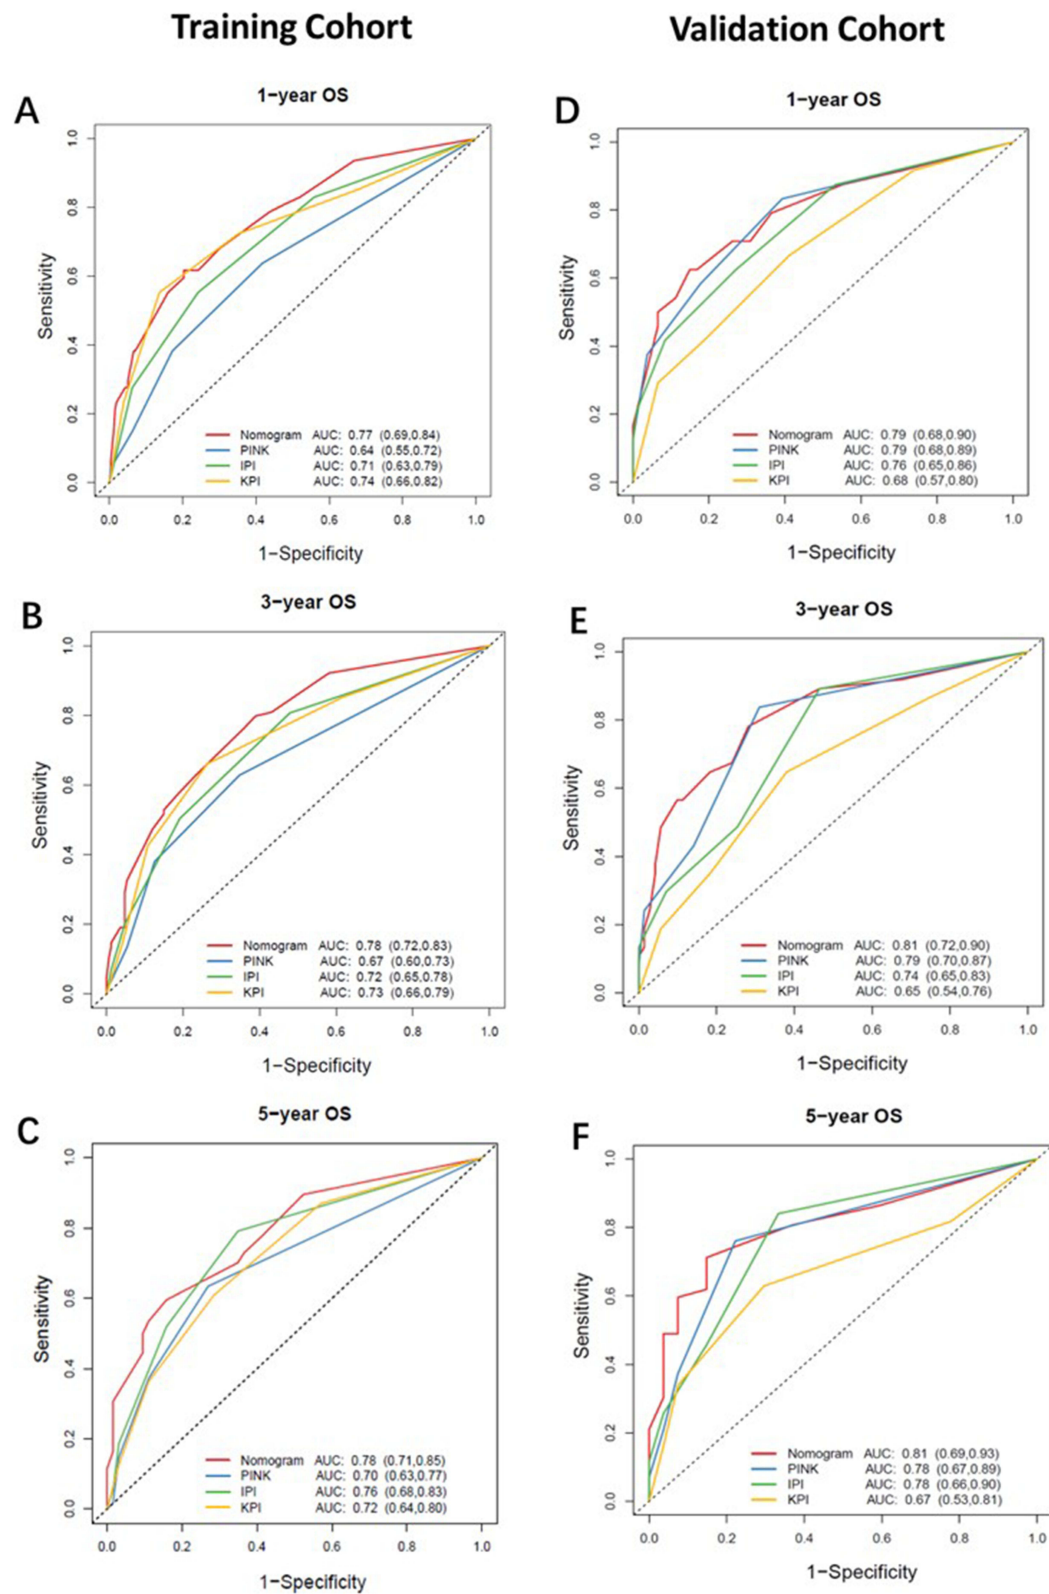 Training Cohort
Validation Cohort
A
1-year OS
Sensitivity
0.0 0.2 0.4 0.6 0.8 1.0
Nomogram AUC: 0.77 (0.69,0.84)
PINK AUC: 0.64 (0.55,0.72)
IPI AUC: 0.71 (0.63,0.79)
KPI AUC: 0.74 (0.66,0.82)
0.0 0.2 0.4 0.6 0.8 1.0
1-Specificity
D
1-year OS
Sensitivity
0.0 0.2 0.4 0.6 0.8 1.0
Nomogram AUC: 0.79 (0.68,0.90)
PINK AUC: 0.79 (0.68,0.89)
IPI AUC: 0.76 (0.65,0.86)
KPI AUC: 0.68 (0.57,0.80)
0.0 0.2 0.4 0.6 0.8 1.0
1-Specificity
B
3-year OS
Sensitivity
0.0 0.2 0.4 0.6 0.8 1.0
Nomogram AUC: 0.78 (0.72,0.83)
PINK AUC: 0.67 (0.60,0.73)
IPI AUC: 0.72 (0.65,0.78)
KPI AUC: 0.73 (0.66,0.79)
0.0 0.2 0.4 0.6 0.8 1.0
1-Specificity
E
3-year OS
Sensitivity
0.0 0.2 0.4 0.6 0.8 1.0
Nomogram AUC: 0.81 (0.72,0.90)
PINK AUC: 0.79 (0.70,0.87)
IPI AUC: 0.74 (0.65,0.83)
KPI AUC: 0.65 (0.54,0.76)
0.0 0.2 0.4 0.6 0.8 1.0
1-Specificity
C
5-year OS
Sensitivity
0.0 0.2 0.4 0.6 0.8 1.0
Nomogram AUC: 0.78 (0.71,0.85)
PINK AUC: 0.70 (0.63,0.77)
IPI AUC: 0.76 (0.68,0.83)
KPI AUC: 0.72 (0.64,0.80)
0.0 0.2 0.4 0.6 0.8 1.0
1-Specificity
F
5-year OS
Sensitivity
0.0 0.2 0.4 0.6 0.8 1.0
Nomogram AUC: 0.81 (0.69,0.93)
PINK AUC: 0.78 (0.67,0.89)
IPI AUC: 0.78 (0.66,0.90)
KPI AUC: 0.67 (0.53,0.81)
0.0 0.2 0.4 0.6 0.8 1.0
1-Specificity